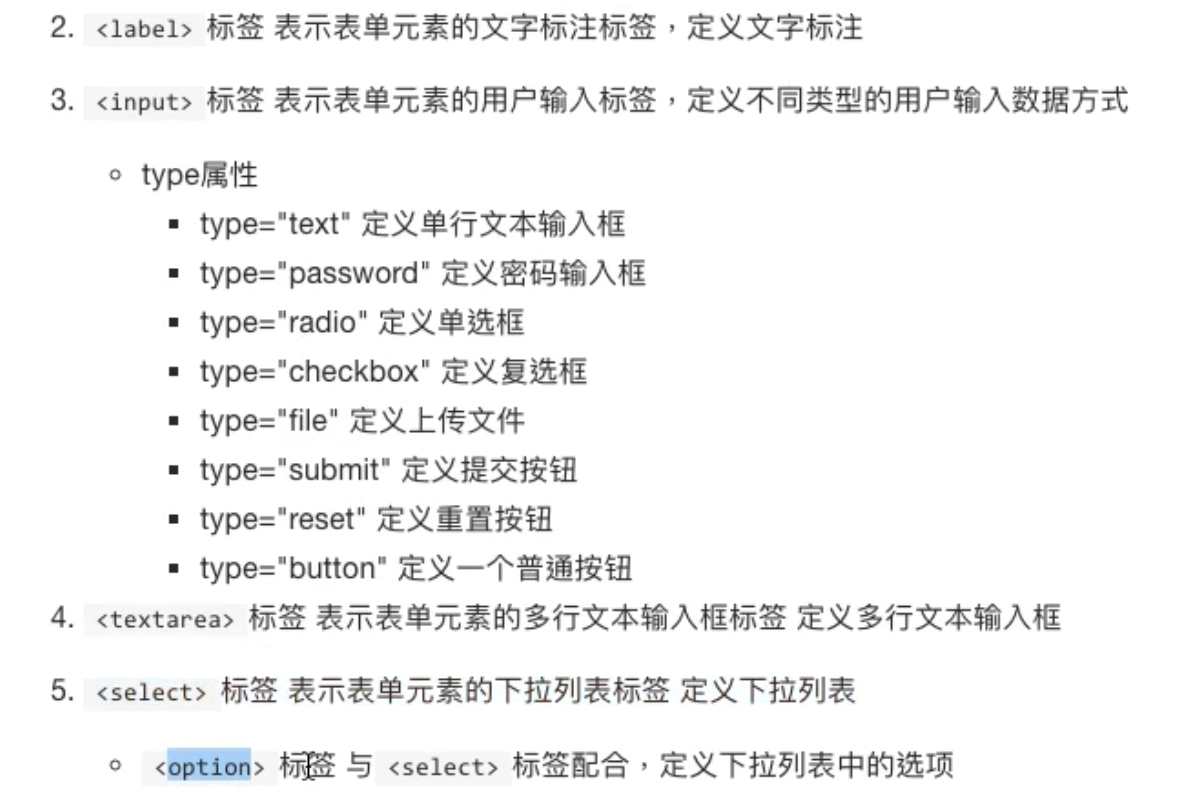 2. <label> 标签 表示表单元素的文字标注标签，定义文字标注
3. <input> 标签 表示表单元素的用户输入标签，定义不同类型的用户输入数据方式
type属性
type="text" 定义单行文本输入框
type="password" 定义密码输入框
type="radio" 定义单选框
type="checkbox" 定义复选框
type="file" 定义上传文件
type="submit" 定义提交按钮
type="reset" 定义重置按钮
type="button" 定义一个普通按钮
4. <textarea> 标签 表示表单元素的多行文本输入框标签 定义多行文本输入框
5. <select> 标签 表示表单元素的下拉列表标签 定义下拉列表
<option> 标签 与 <select> 标签配合，定义下拉列表中的选项